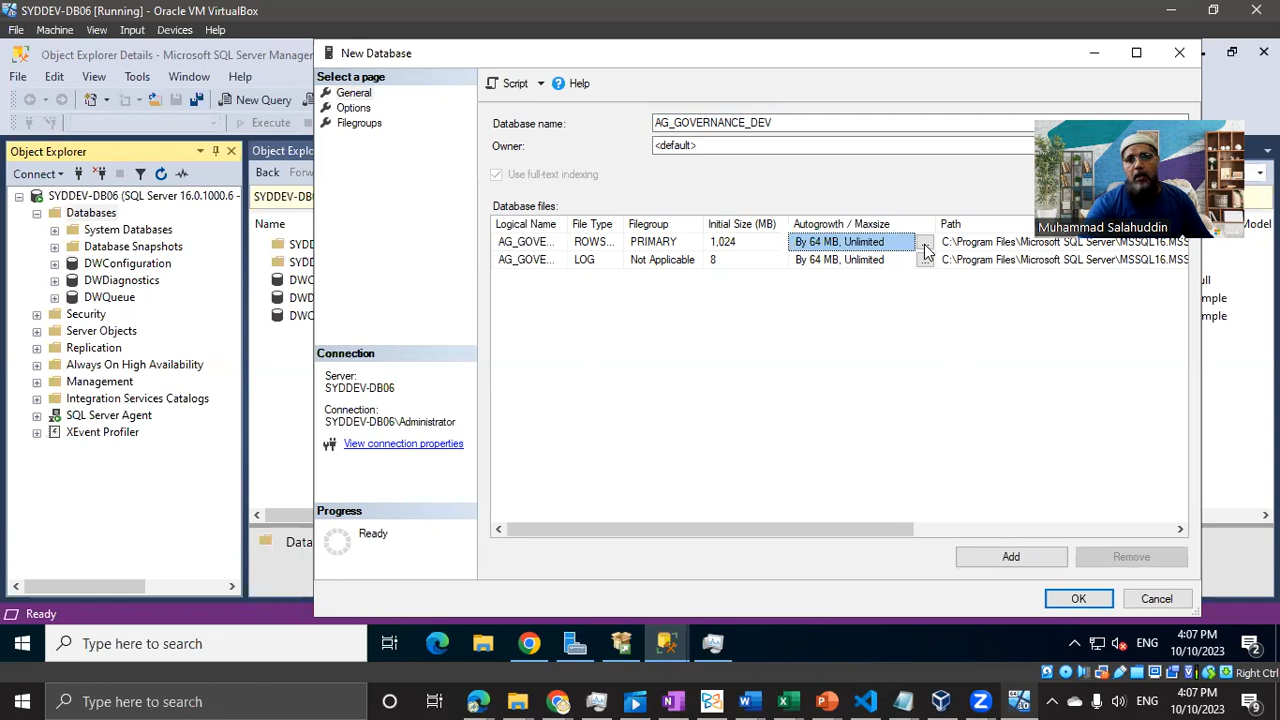 SYDDEV-DB06 [Running] - Oracle VM VirtualBox
File Machine View Input Devices Help
Object Explorer Details - Microsoft SQL Server Manager
File Edit View Tools Window Help
New Query
Execute
Object Explorer
Connect
SYDDEV-DB06 (SQL Server 16.0.1000.6 -
Databases
System Databases
Database Snapshots
DWConfiguration
DWDiagnostics
DWQueue
Security
Server Objects
Replication
Always On High Availability
Management
Integration Services Catalogs
SQL Server Agent
XEvent Profiler
Object
Back
SYDDEV-DB06
Name
Data
Ready
New Database
Select a page
General
Options
Filegroups
Connection
Server:
SYDDEV-DB06
Connection:
SYDDEV-DB06\Administrator
View connection properties
Progress
Ready
Script Help
Database name: AG_GOVERNANCE_DEV
Owner: <default>
Use full-text indexing
Database files:
Logical Name File Type Filegroup Initial Size (MB) Autogrowth / Maxsize Path
AG_GOVE... ROWS... PRIMARY 1,024 By 64 MB, Unlimited ... C:\Program Files\Microsoft SQL Server\MSSQL16.MSS
AG_GOVE... LOG Not Applicable 8 By 64 MB, Unlimited ... C:\Program Files\Microsoft SQL Server\MSSQL16.MSS
Add Remove
OK Cancel
Muhammad Salahuddin
Model
Type here to search
ENG
4:07 PM
10/10/2023
2
Right Ctrl
Type here to search
ENG
4:07 PM
10/10/2023